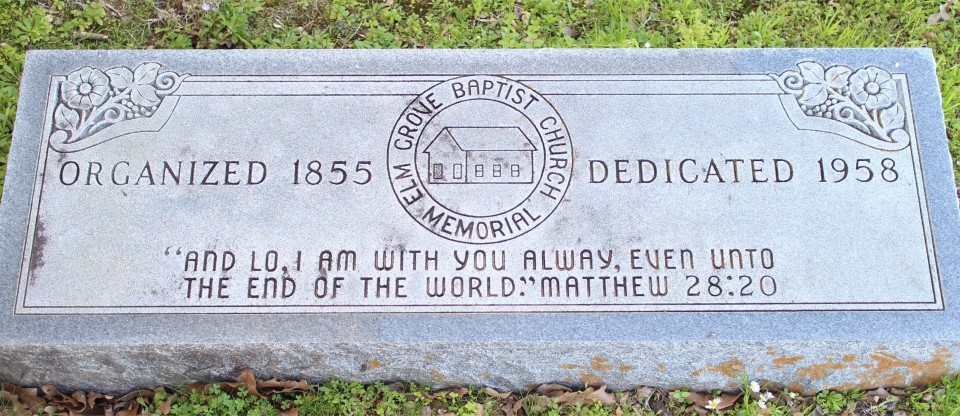 ELM GROVE BAPTIST CHURCH
MEMORIAL
ORGANIZED 1855
DEDICATED 1958
"AND LO, I AM WITH YOU ALWAY, EVEN UNTO
THE END OF THE WORLD:" MATTHEW 28:20